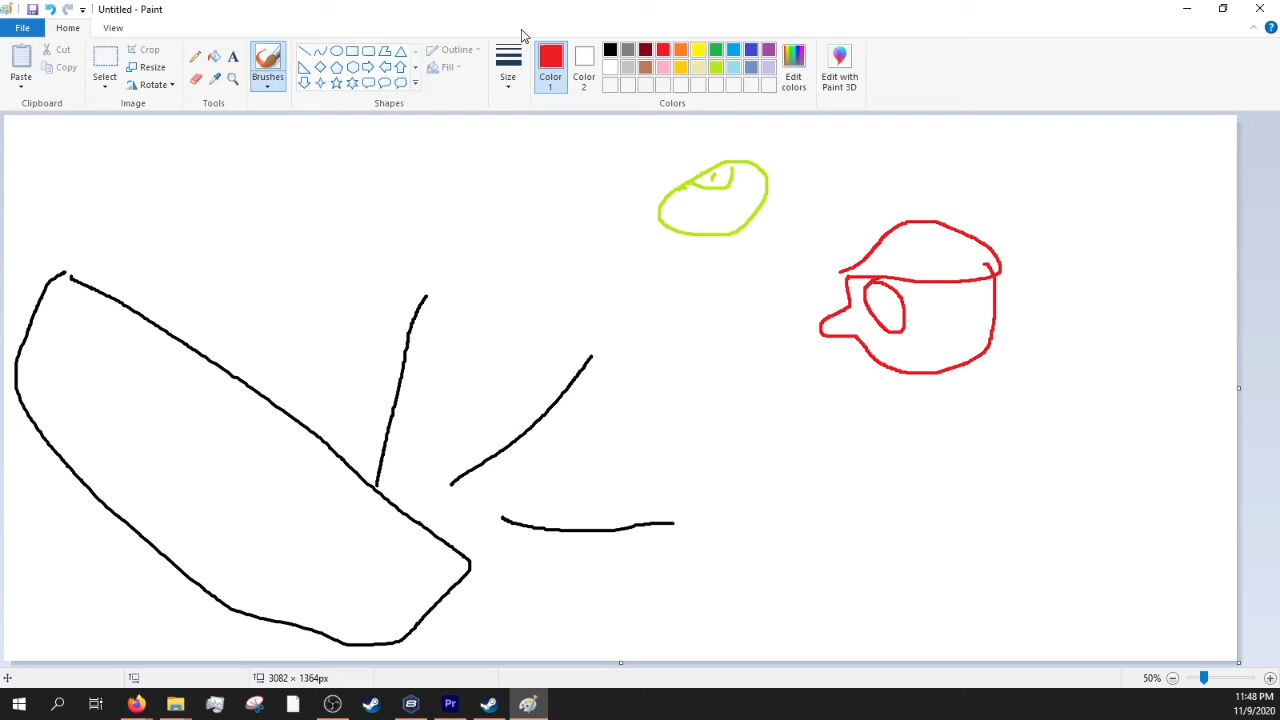 Untitled - Paint
File Home View
Paste
Cut
Copy
Clipboard
Select
Crop
Resize
Rotate
Image
A
Tools
Brushes
Outline
Fill
Shapes
Size
Color 1
Color 2
Edit colors
Colors
Edit with Paint 3D
3082 × 1364px
50%
Pr
11:48 PM
11/9/2020